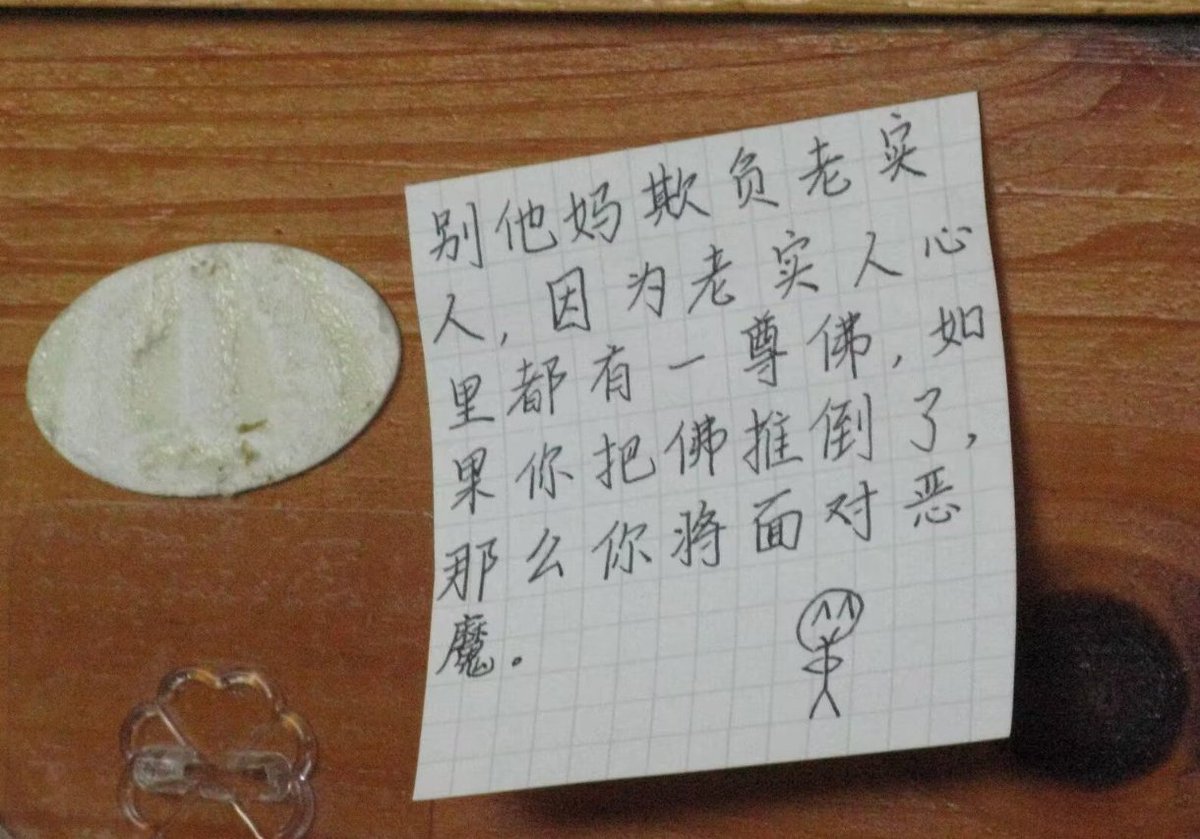 别他妈欺负老实
人,因为老实人心
里都有一尊佛,如
果你把佛推倒了,
那么你将面对恶
魔。